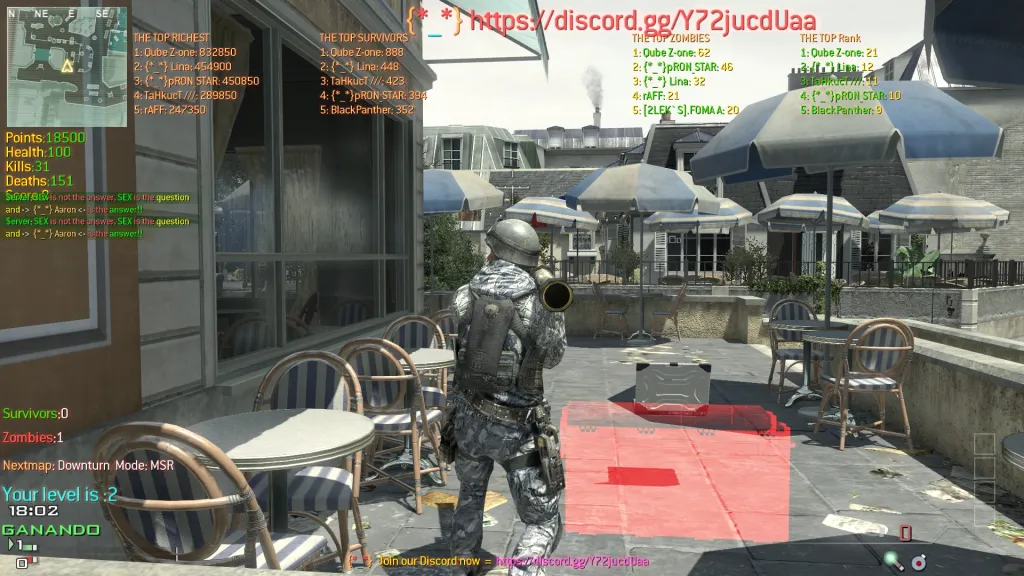 N NE E SE
{*_*} https://discord.gg/Y72jucdUaa
THE TOP RICHEST
1: Qube Z-one: 832850
2: {*_*} Lina: 454900
3: {*_*}pRON STAR: 450850
4: TaHkucT ///: 289850
5: rAFF: 247350
THE TOP SURVIVORS
1: Qube Z-one: 888
2: {*_*} Lina: 448
3: TaHkucT ///: 423
4: {*_*}pRON STAR: 394
5: BlackPanther: 352
THE TOP ZOMBIES
1: Qube Z-one: 62
2: {*_*}pRON STAR: 46
3: {*_*} Lina: 32
4: rAFF: 21
5: [2LEK`S].FOMA A: 20
THE TOP Rank
1: Qube Z-one: 21
2: {*_*} Lina: 12
3: TaHkucT ///: 11
4: {*_*}pRON STAR: 10
5: BlackPanther: 9
Points:18500
Health:100
Kills:31
Deaths:151
is not the answer, SEX is the question
and -> {*_*} Aaron <- is the answer!!
Server: SEX is not the answer, SEX is the question
and -> {*_*} Aaron <- is the answer!!
Survivors:0
Zombies:1
Nextmap: Downturn Mode: MSR
Your level is :2
18:02
GANANDO
1
0
0
{*_*} Join our Discord now = https://discord.gg/Y72jucdUaa